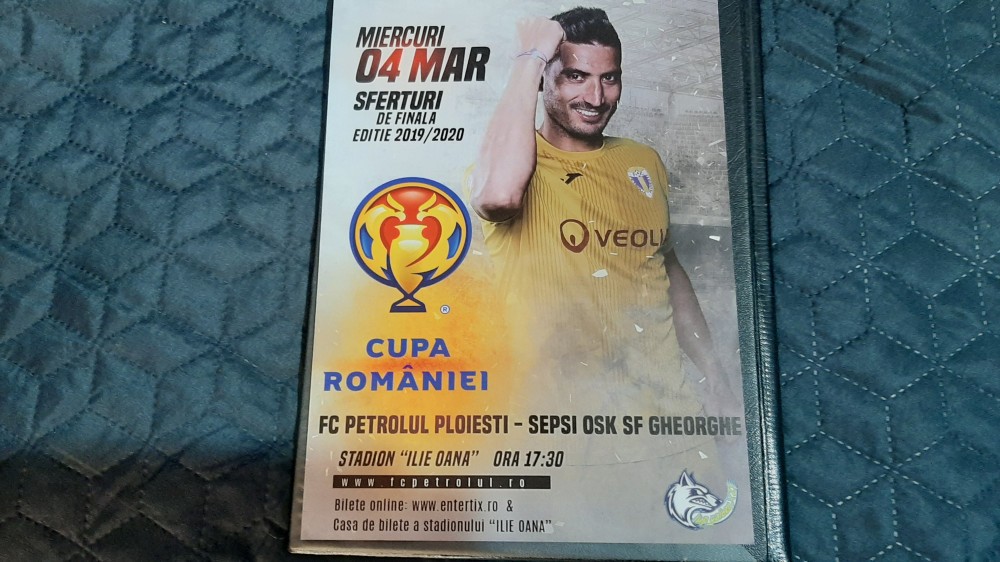 MIERCURI
04 MAR
SFERTURI
DE FINALA
EDITIE 2019/2020
VEOLI
®
CUPA
ROMÂNIEI
FC PETROLUL PLOIESTI - SEPSI OSK SF GHEORGHE
STADION "ILIE OANA" ORA 17:30
www.fcpetrolul.ro
Bilete online: www.entertix.ro &
Casa de bilete a stadionului "ILIE OANA"